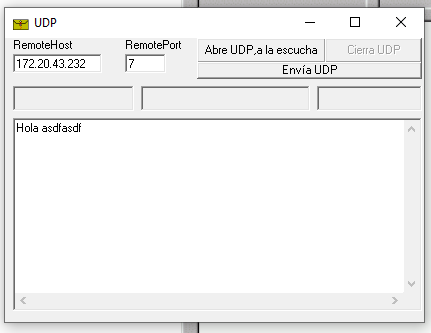 UDP
RemoteHost
RemotePort
172.20.43.232
7
Abre UDP,a la escucha
Cierra UDP
Envía UDP
Hola asdfasdf